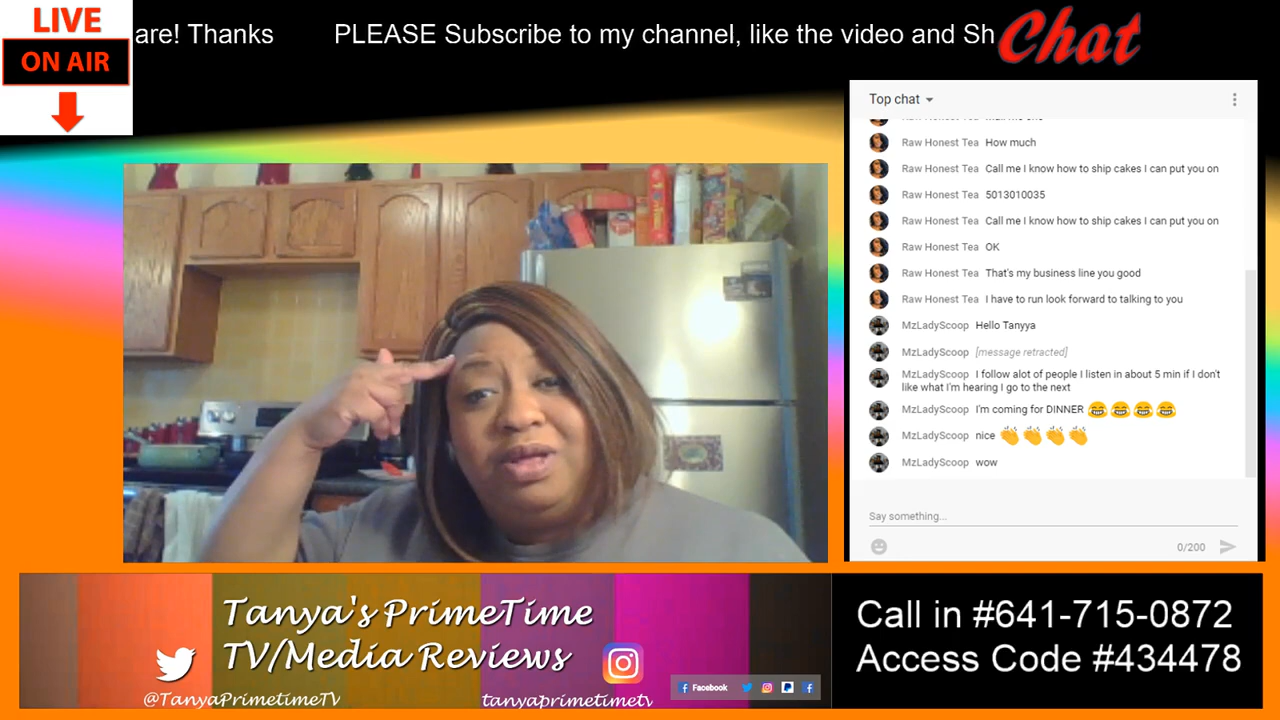 LIVE
ON AIR
are! Thanks PLEASE Subscribe to my channel, like the video and Sh
Chat
Top chat
Raw Honest Tea
Raw Honest Tea How much
Raw Honest Tea Call me I know how to ship cakes I can put you on
Raw Honest Tea 5013010035
Raw Honest Tea Call me I know how to ship cakes I can put you on
Raw Honest Tea OK
Raw Honest Tea That's my business line you good
Raw Honest Tea I have to run look forward to talking to you
MzLadyScoop Hello Tanyya
MzLadyScoop [message retracted]
MzLadyScoop I follow alot of people I listen in about 5 min if I don't
like what I'm hearing I go to the next
MzLadyScoop I'm coming for DINNER 😂 😂 😂 😂
MzLadyScoop nice 👏 👏 👏 👏
MzLadyScoop wow
Say something...
0/200
Tanya's PrimeTime
TV/Media Reviews
@TanyaPrimetimeTV
tanyaprimetimetv
Facebook
Call in #641-715-0872
Access Code #434478